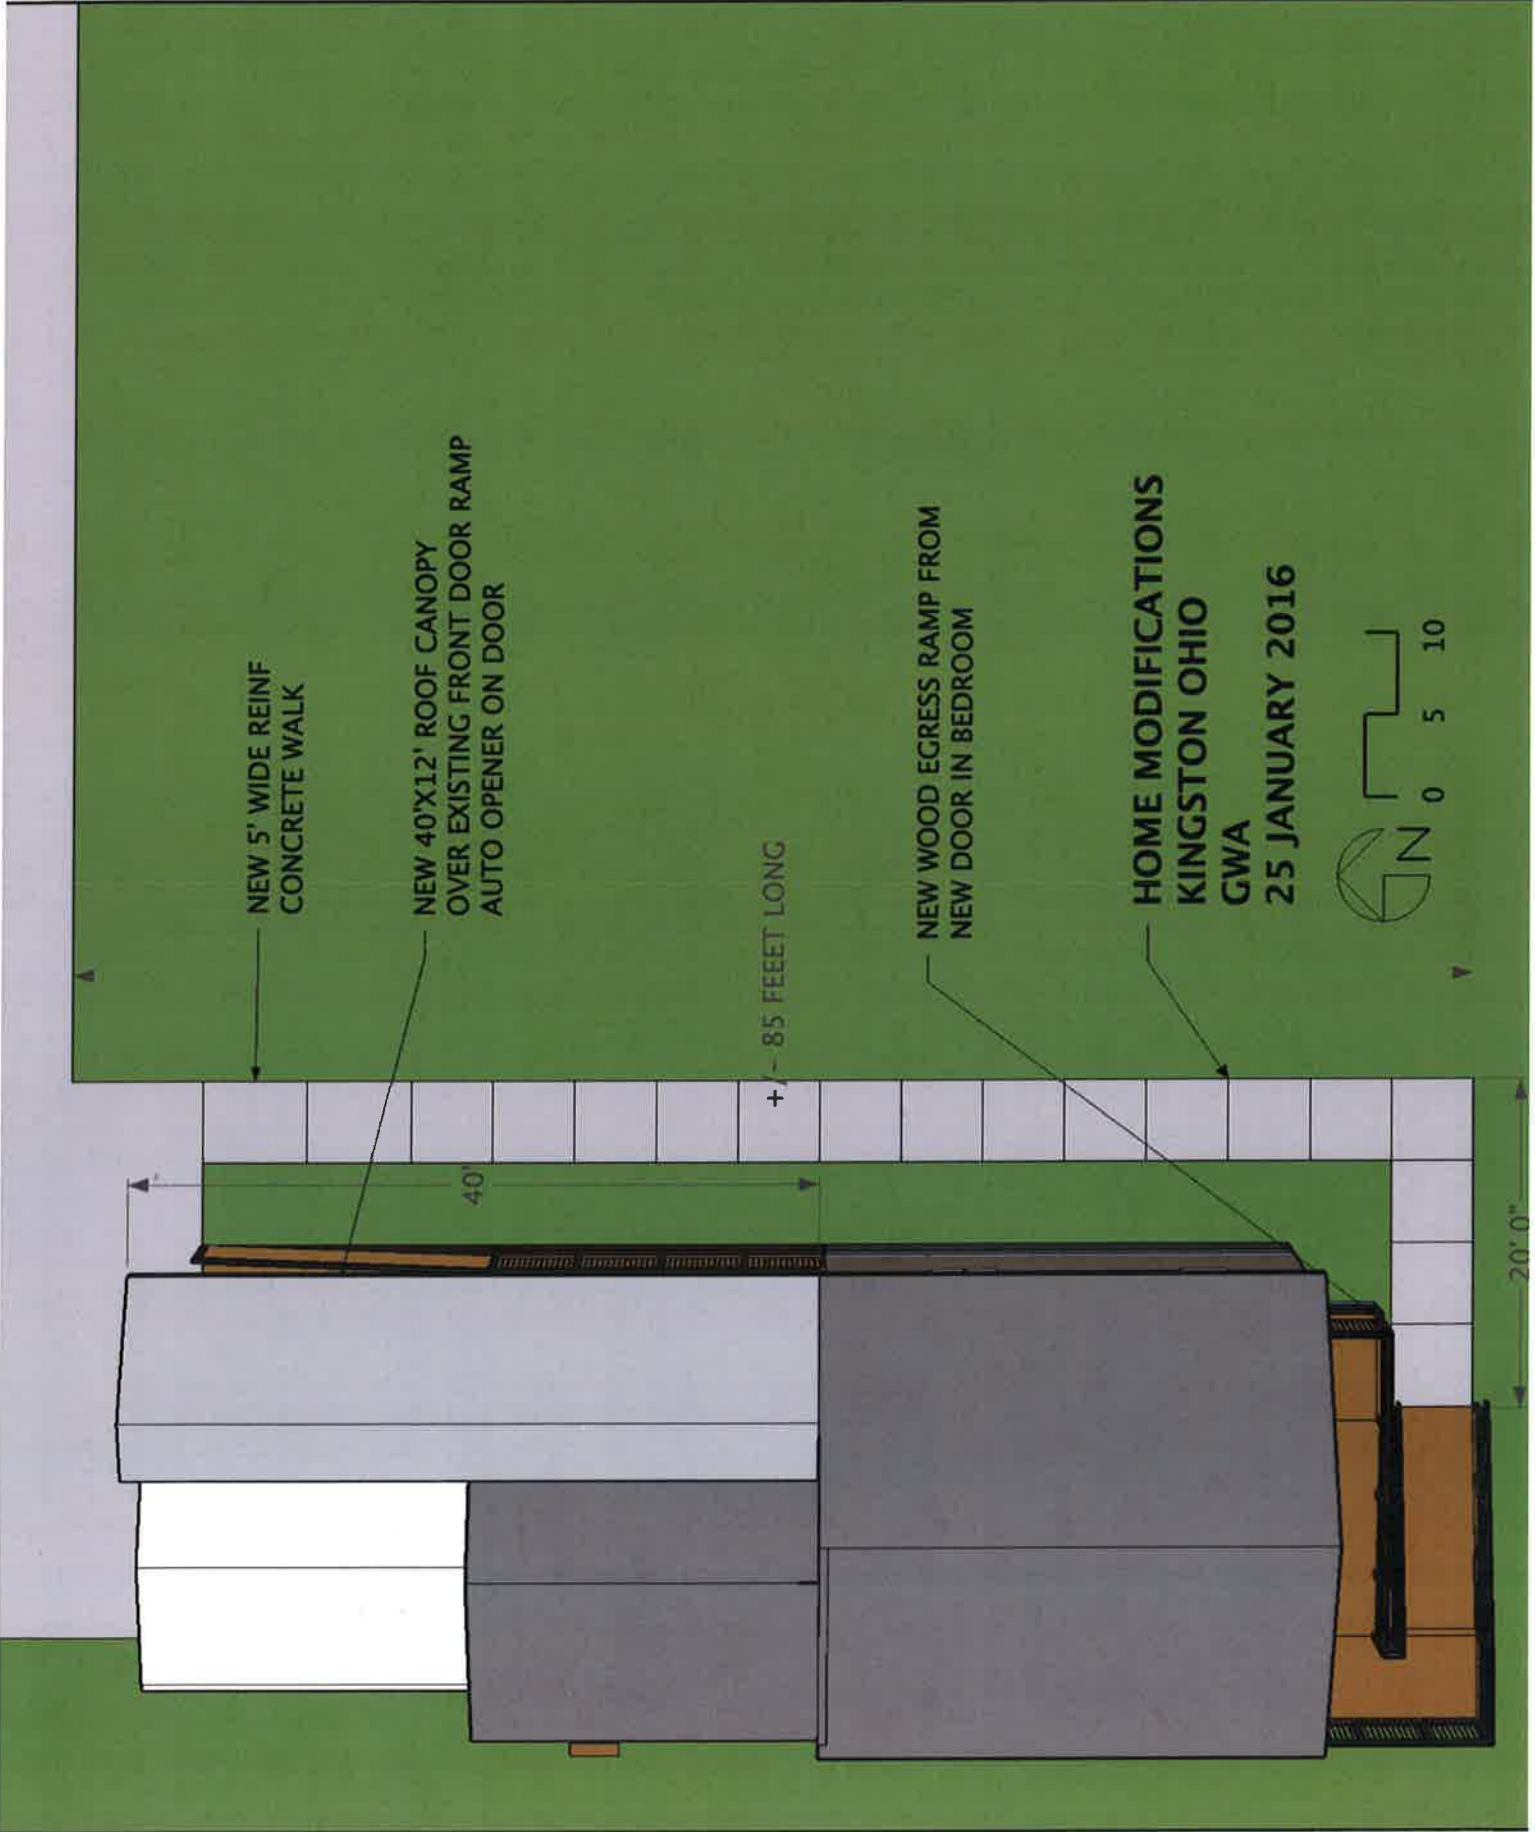 NEW 5' WIDE REINF
CONCRETE WALK
NEW 40'X12' ROOF CANOPY
OVER EXISTING FRONT DOOR RAMP
AUTO OPENER ON DOOR
40'
+/- 85 FEEET LONG
NEW WOOD EGRESS RAMP FROM
NEW DOOR IN BEDROOM
HOME MODIFICATIONS
KINGSTON OHIO
GWA
25 JANUARY 2016
N
0 5 10
20' 0"